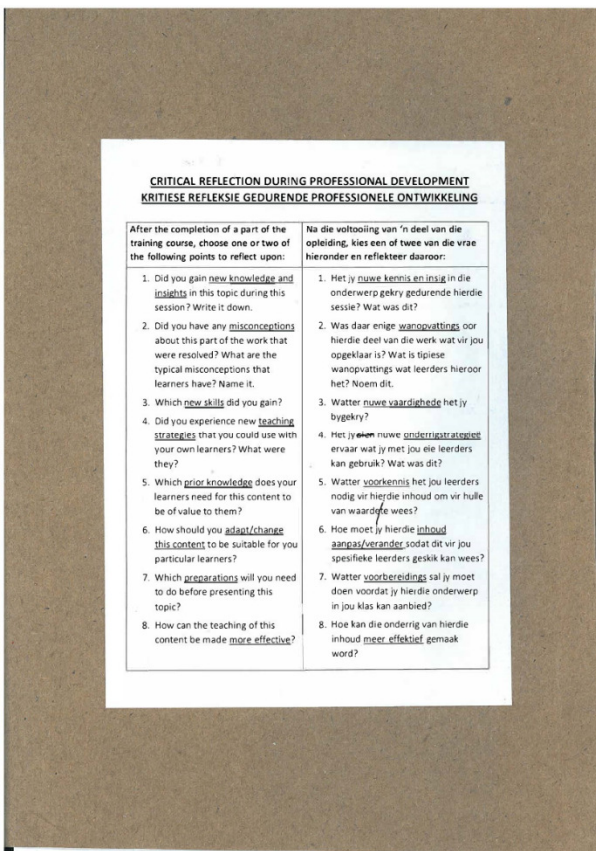 CRITICAL REFLECTION DURING PROFESSIONAL DEVELOPMENT
KRITIESE REFLEKSIE GEDURENDE PROFESSIONELE ONTWIKKELING
After the completion of a part of the
training course, choose one or two of
the following points to reflect upon:
1. Did you gain new knowledge and
insights in this topic during this
session? Write it down.
2. Did you have any misconceptions
about this part of the work that
were resolved? What are the
typical misconceptions that
learners have? Name it.
3. Which new skills did you gain?
4. Did you experience new teaching
strategies that you could use with
your own learners? What were
they?
5. Which prior knowledge does your
learners need for this content to
be of value to them?
6. How should you adapt/change
this content to be suitable for you
particular learners?
7. Which preparations will you need
to do before presenting this
topic?
8. How can the teaching of this
content be made more effective?
Na die voltooiing van 'n deel van die
opleiding, kies een of twee van die vrae
hieronder en reflekteer daaroor:
1. Het jy nuwe kennis en insig in die
onderwerp gekry gedurende hierdie
sessie? Wat was dit?
2. Was daar enige wanopvattings oor
hierdie deel van die werk wat vir jou
opgeklaar is? Wat is tipiese
wanopvattings wat leerders hieroor
het? Noem dit.
3. Watter nuwe vaardighede het jy
bygekry?
4. Het jy nuwe onderrigstrategieë
ervaar wat jy met jou eie leerders
kan gebruik? Wat was dit?
5. Watter voorkennis het jou leerders
nodig vir hierdie inhoud om vir hulle
van waarde te wees?
6. Hoe moet jy hierdie inhoud
aanpas/verander sodat dit vir jou
spesifieke leerders geskik kan wees?
7. Watter voorbereidings sal jy moet
doen voordat jy hierdie onderwerp
in jou klas kan aanbied?
8. Hoe kan die onderrig van hierdie
inhoud meer effektief gemaak
word?